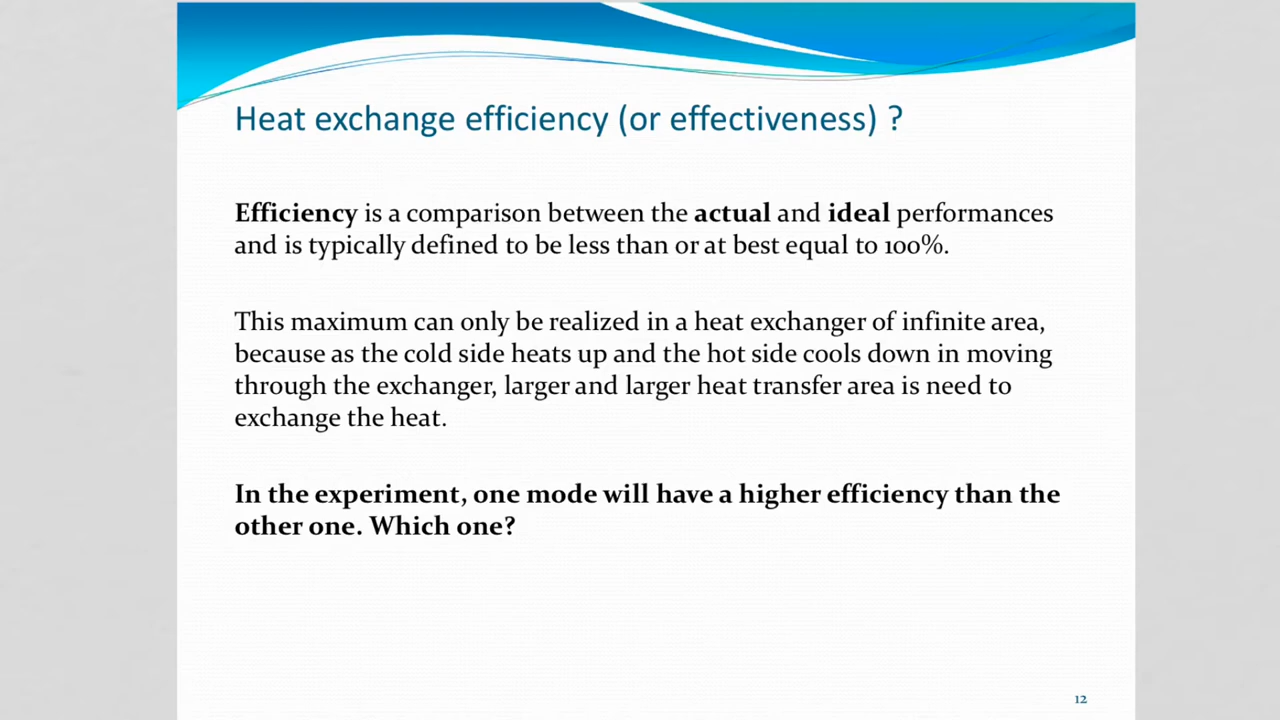 Heat exchange efficiency (or effectiveness) ?
Efficiency is a comparison between the actual and ideal performances
and is typically defined to be less than or at best equal to 100%.
This maximum can only be realized in a heat exchanger of infinite area,
because as the cold side heats up and the hot side cools down in moving
through the exchanger, larger and larger heat transfer area is need to
exchange the heat.
In the experiment, one mode will have a higher efficiency than the
other one. Which one?
12